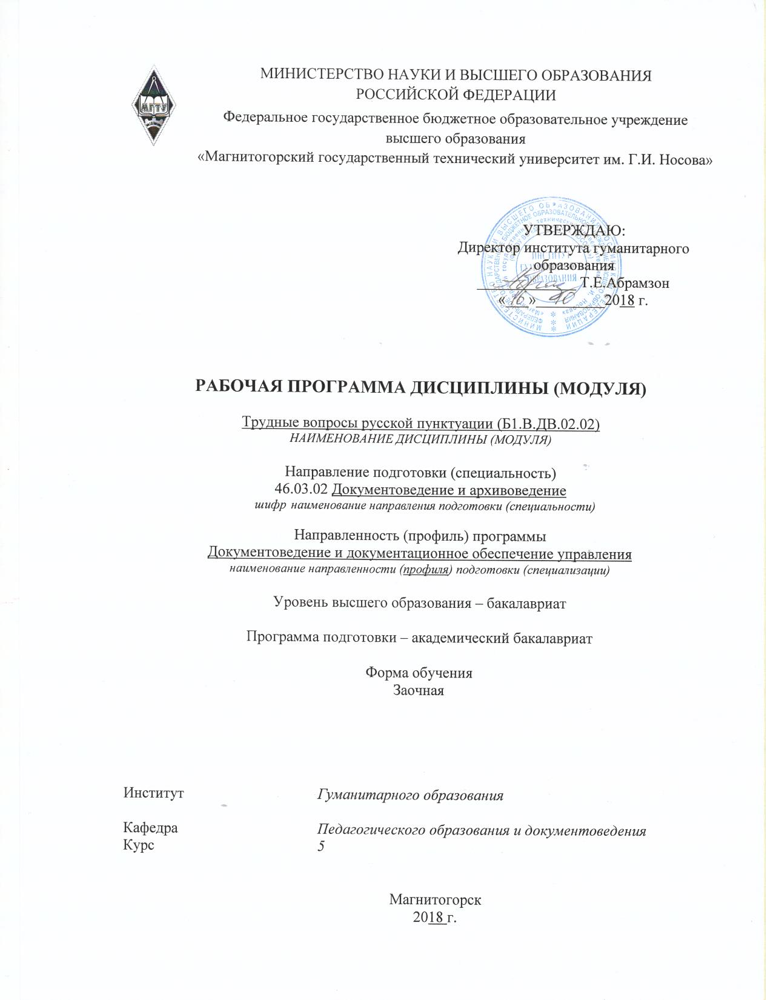 МГТУ
МИНИСТЕРСТВО НАУКИ И ВЫСШЕГО ОБРАЗОВАНИЯ
РОССИЙСКОЙ ФЕДЕРАЦИИ
Федеральное государственное бюджетное образовательное учреждение
высшего образования
«Магнитогорский государственный технический университет им. Г.И. Носова»
УТВЕРЖДАЮ:
Директор института гуманитарного
образования
Т.Е.Абрамзон
«16» 10 2018 г.
РАБОЧАЯ ПРОГРАММА ДИСЦИПЛИНЫ (МОДУЛЯ)
Трудные вопросы русской пунктуации (Б1.В.ДВ.02.02)
НАИМЕНОВАНИЕ ДИСЦИПЛИНЫ (МОДУЛЯ)
Направление подготовки (специальность)
46.03.02 Документоведение и архивоведение
шифр наименование направления подготовки (специальности)
Направленность (профиль) программы
Документоведение и документационное обеспечение управления
наименование направленности (профиля) подготовки (специализации)
Уровень высшего образования – бакалавриат
Программа подготовки – академический бакалавриат
Форма обучения
Заочная
Институт Гуманитарного образования
Кафедра Педагогического образования и документоведения
Курс 5
Магнитогорск
2018 г.